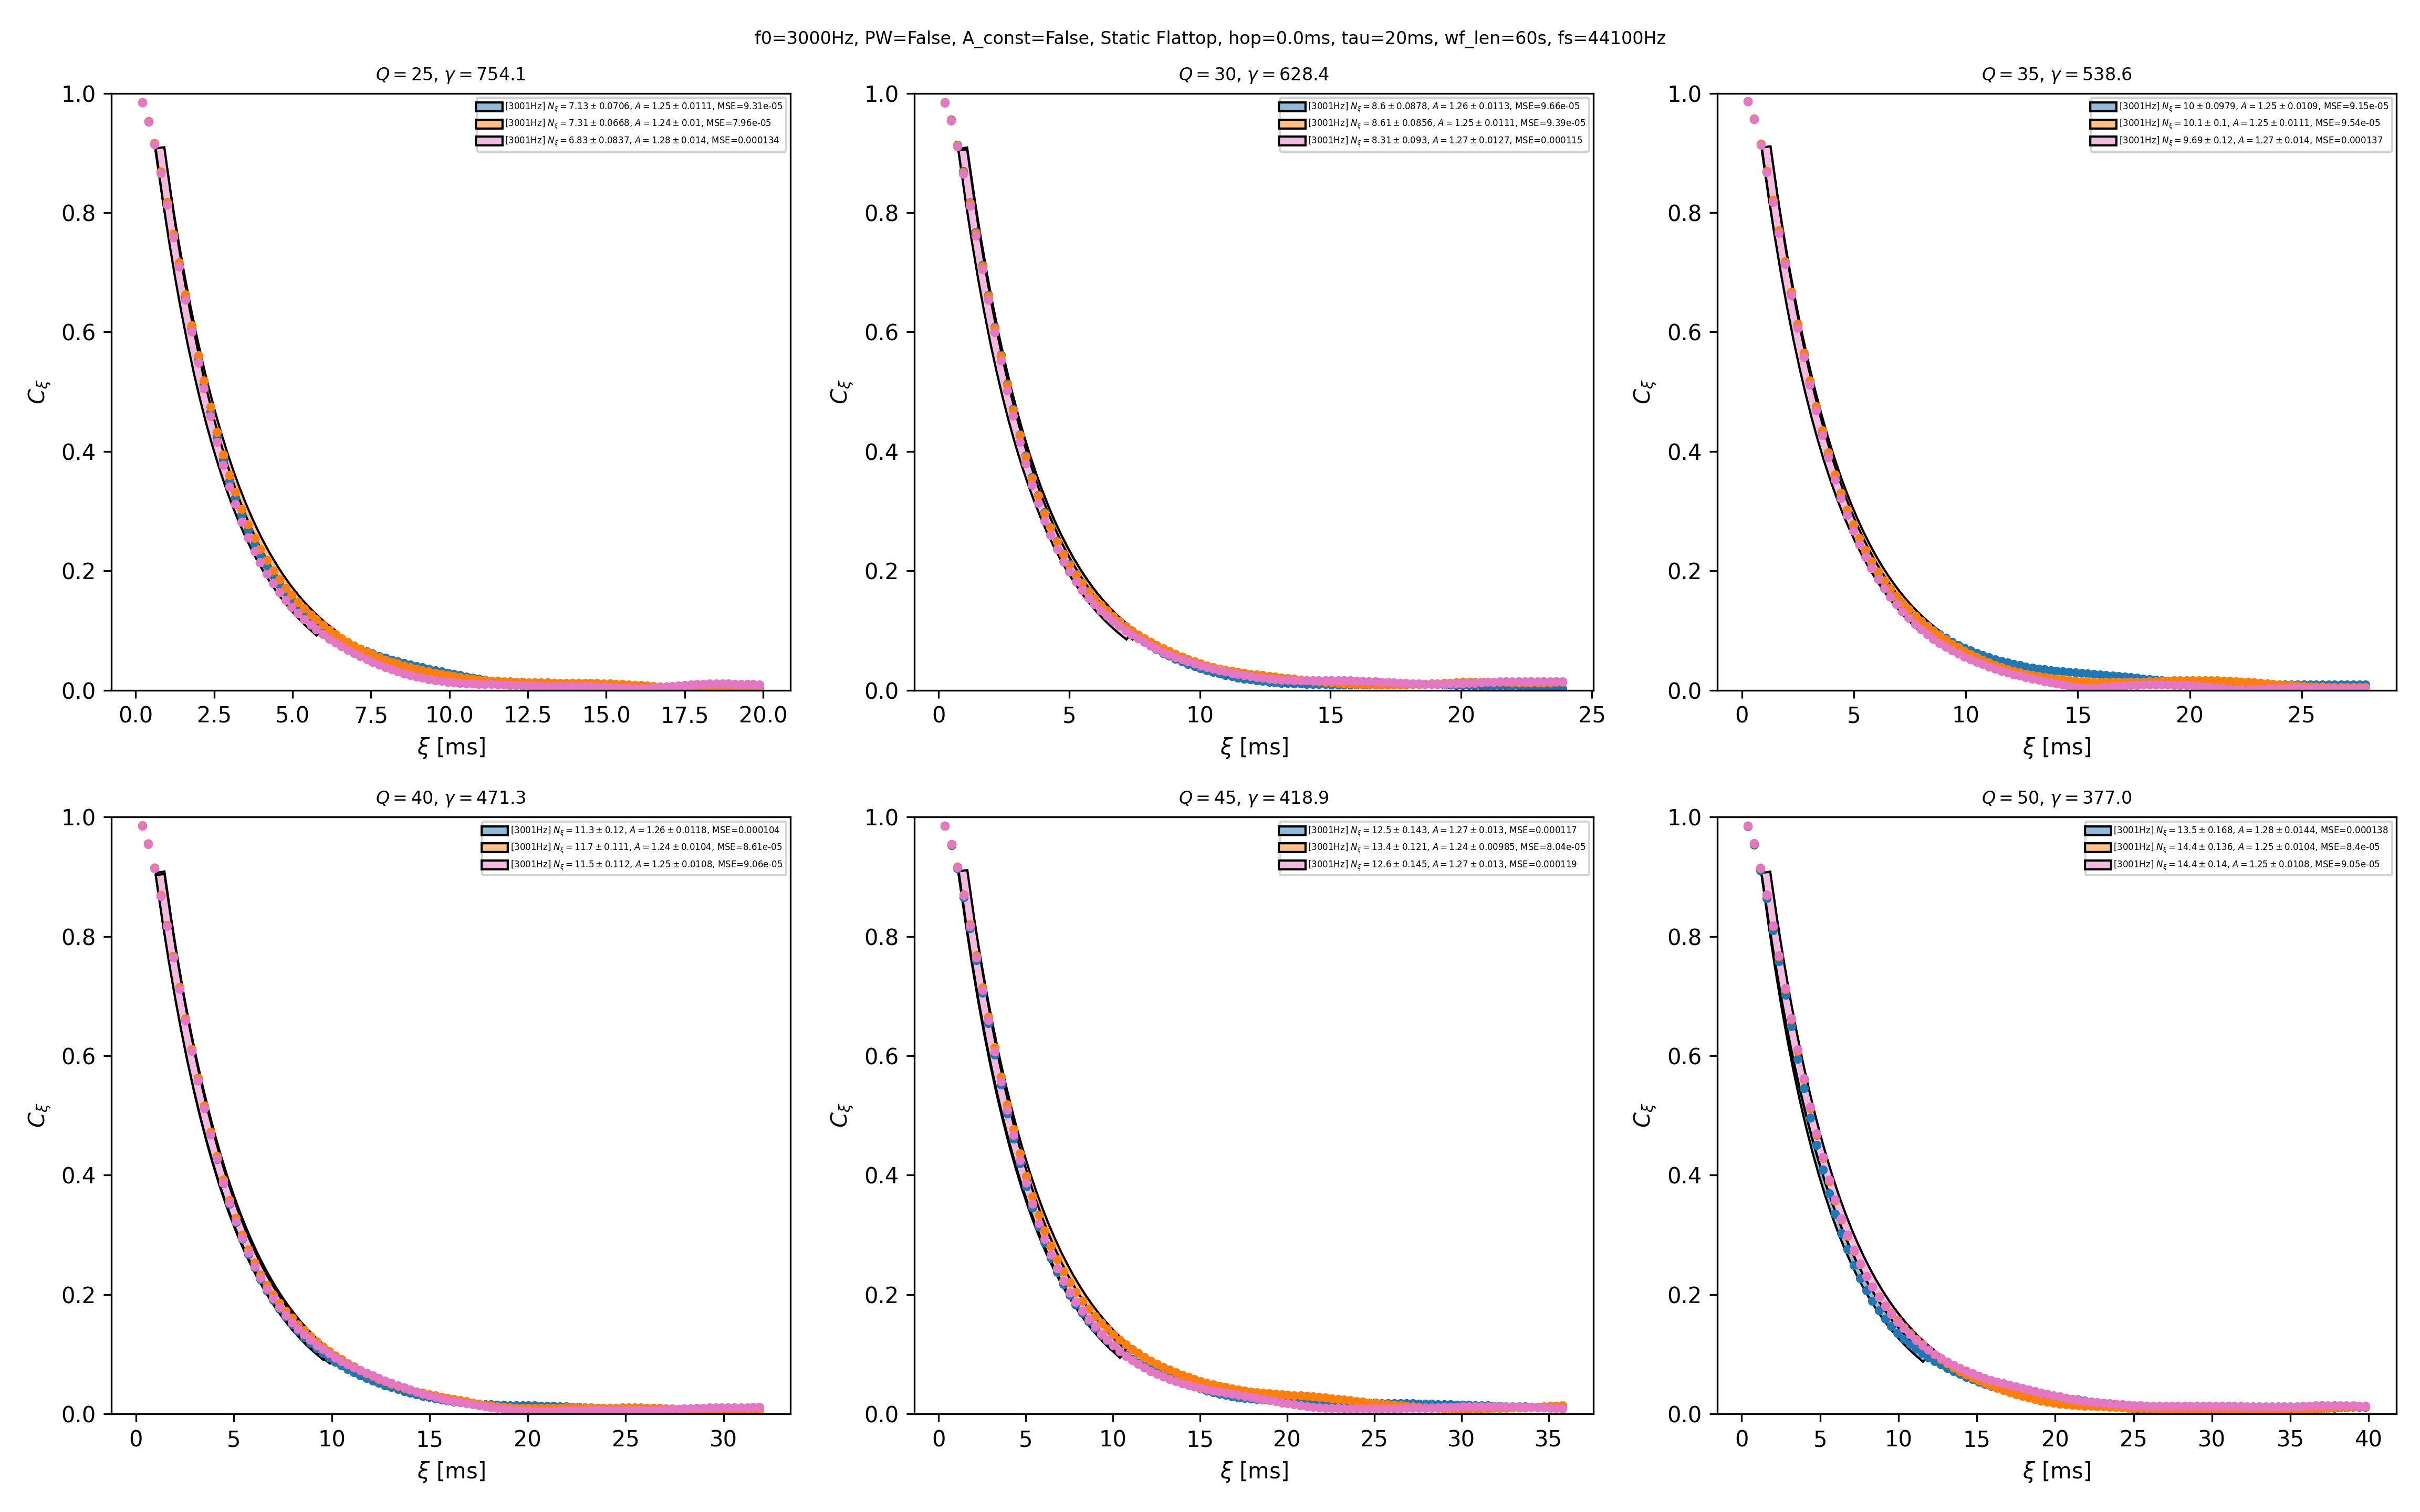 f0=3000Hz, PW=False, A_const=False, Static Flattop, hop=0.0ms, tau=20ms, wf_len=60s, fs=44100Hz
Q = 25, γ = 754.1
[3001Hz] N_ξ = 7.13 ± 0.0706, A = 1.25 ± 0.0111, MSE=9.31e-05
[3001Hz] N_ξ = 7.31 ± 0.0668, A = 1.24 ± 0.01, MSE=7.96e-05
[3001Hz] N_ξ = 6.83 ± 0.0837, A = 1.28 ± 0.014, MSE=0.000134
1.0
0.8
0.6
0.4
0.2
0.0
C_ξ
0.0 2.5 5.0 7.5 10.0 12.5 15.0 17.5 20.0
ξ [ms]
Q = 30, γ = 628.4
[3001Hz] N_ξ = 8.6 ± 0.0878, A = 1.26 ± 0.0113, MSE=9.66e-05
[3001Hz] N_ξ = 8.61 ± 0.0856, A = 1.25 ± 0.0111, MSE=9.39e-05
[3001Hz] N_ξ = 8.31 ± 0.093, A = 1.27 ± 0.0127, MSE=0.000115
1.0
0.8
0.6
0.4
0.2
0.0
C_ξ
0 5 10 15 20 25
ξ [ms]
Q = 35, γ = 538.6
[3001Hz] N_ξ = 10 ± 0.0979, A = 1.25 ± 0.0109, MSE=9.15e-05
[3001Hz] N_ξ = 10.1 ± 0.1, A = 1.25 ± 0.0111, MSE=9.54e-05
[3001Hz] N_ξ = 9.69 ± 0.12, A = 1.27 ± 0.014, MSE=0.000137
1.0
0.8
0.6
0.4
0.2
0.0
C_ξ
0 5 10 15 20 25
ξ [ms]
Q = 40, γ = 471.3
[3001Hz] N_ξ = 11.3 ± 0.12, A = 1.26 ± 0.0118, MSE=0.000104
[3001Hz] N_ξ = 11.7 ± 0.111, A = 1.24 ± 0.0104, MSE=8.61e-05
[3001Hz] N_ξ = 11.5 ± 0.112, A = 1.25 ± 0.0108, MSE=9.06e-05
1.0
0.8
0.6
0.4
0.2
0.0
C_ξ
0 5 10 15 20 25 30
ξ [ms]
Q = 45, γ = 418.9
[3001Hz] N_ξ = 12.5 ± 0.143, A = 1.27 ± 0.013, MSE=0.000117
[3001Hz] N_ξ = 13.4 ± 0.121, A = 1.24 ± 0.00985, MSE=8.04e-05
[3001Hz] N_ξ = 12.6 ± 0.145, A = 1.27 ± 0.013, MSE=0.000119
1.0
0.8
0.6
0.4
0.2
0.0
C_ξ
0 5 10 15 20 25 30 35
ξ [ms]
Q = 50, γ = 377.0
[3001Hz] N_ξ = 13.5 ± 0.168, A = 1.28 ± 0.0144, MSE=0.000138
[3001Hz] N_ξ = 14.4 ± 0.136, A = 1.25 ± 0.0104, MSE=8.4e-05
[3001Hz] N_ξ = 14.4 ± 0.14, A = 1.25 ± 0.0108, MSE=9.05e-05
1.0
0.8
0.6
0.4
0.2
0.0
C_ξ
0 5 10 15 20 25 30 35 40
ξ [ms]